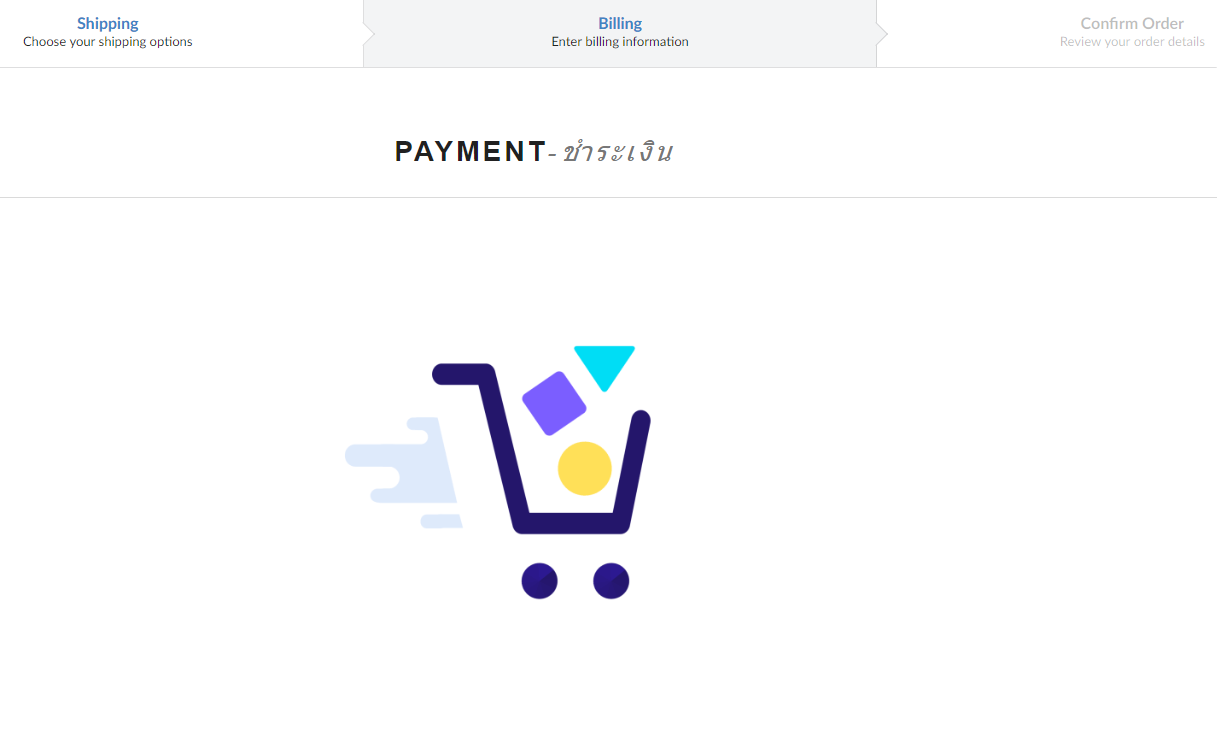 Shipping
Choose your shipping options
Billing
Enter billing information
Confirm Order
Review your order details
PAYMENT- ชำระเงิน